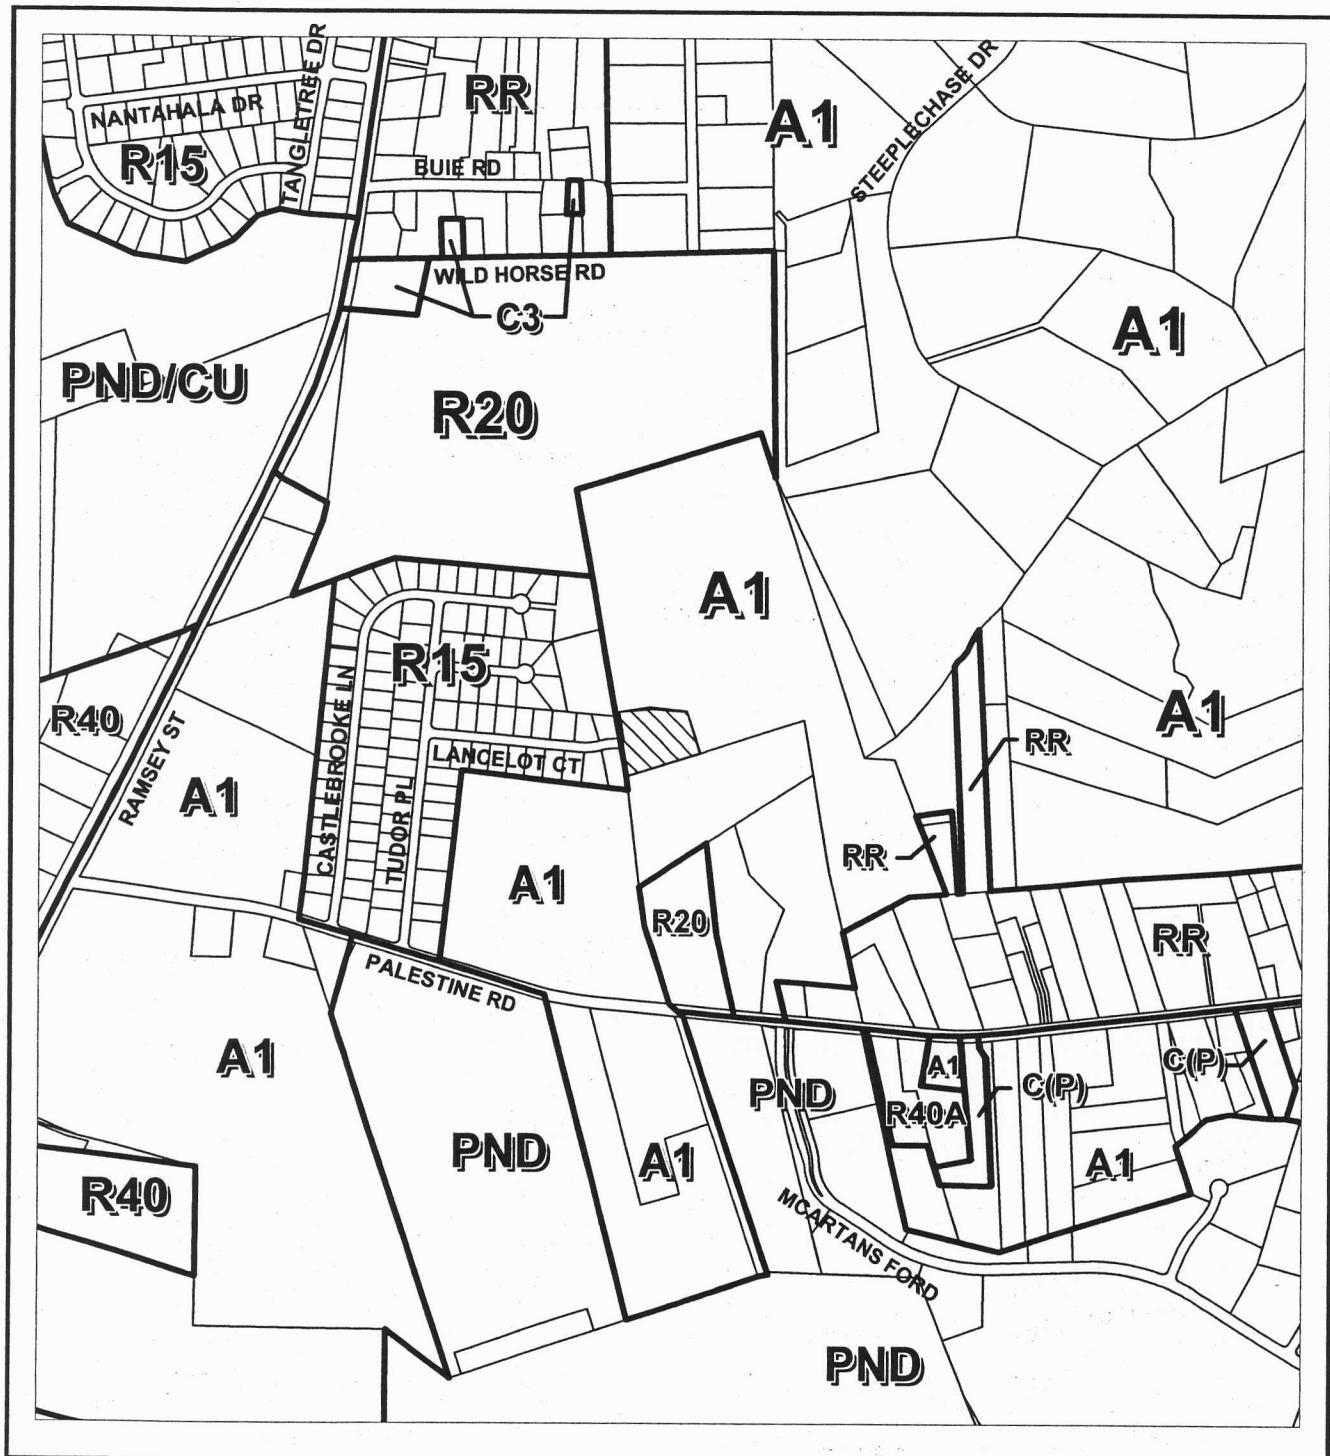 RR
A1
STEEPLECHASE DR
TANGLETREE DR
NANTAHALA DR
R15
BUIE RD
WILD HORSE RD
C3
A1
PND/CU
R20
A1
R15
R40
RAMSEY ST
A1
CASTLEBROOKE LN
TUDOR PL
LANCELOT CT
A1
RR
RR
A1
R20
RR
PALESTINE RD
A1
PND
A1
C(P)
C(P)
R40A
PND
A1
A1
R40
MCARTANS FORD
PND